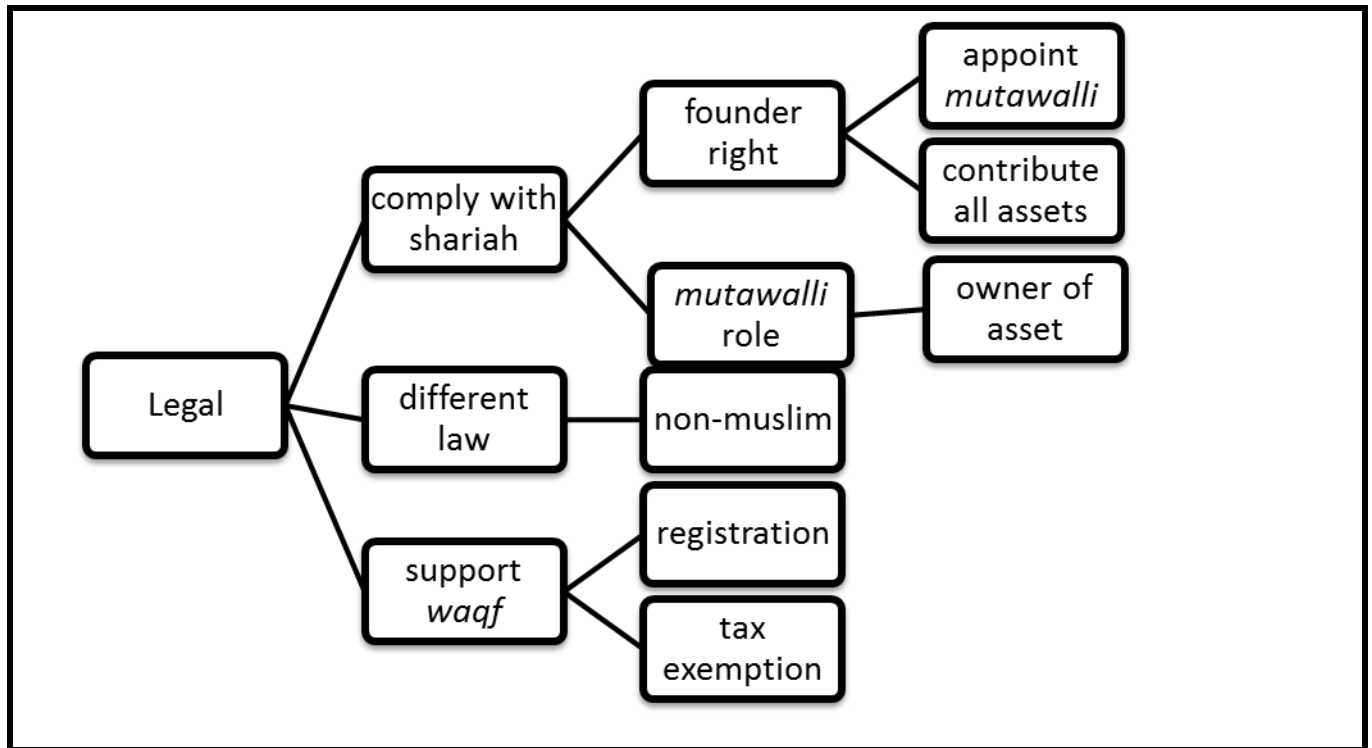 Legal
comply with
shariah
founder
right
appoint
mutawalli
contribute
all assets
mutawalli
role
owner of
asset
different
law
non-muslim
support
waqf
registration
tax
exemption